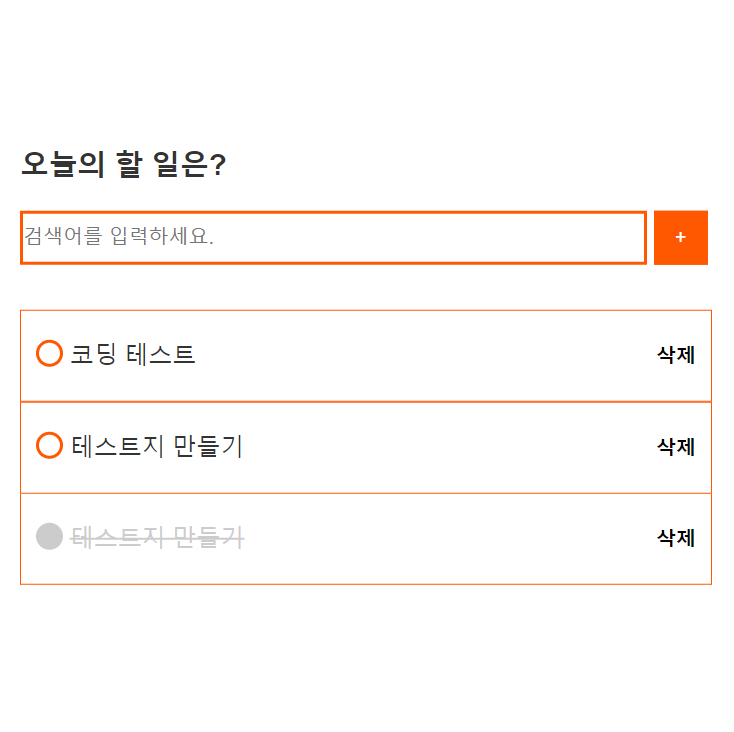 오늘의 할 일은?
검색어를 입력하세요. +
코딩 테스트 삭제
테스트지 만들기 삭제
테스트지 만들기 삭제